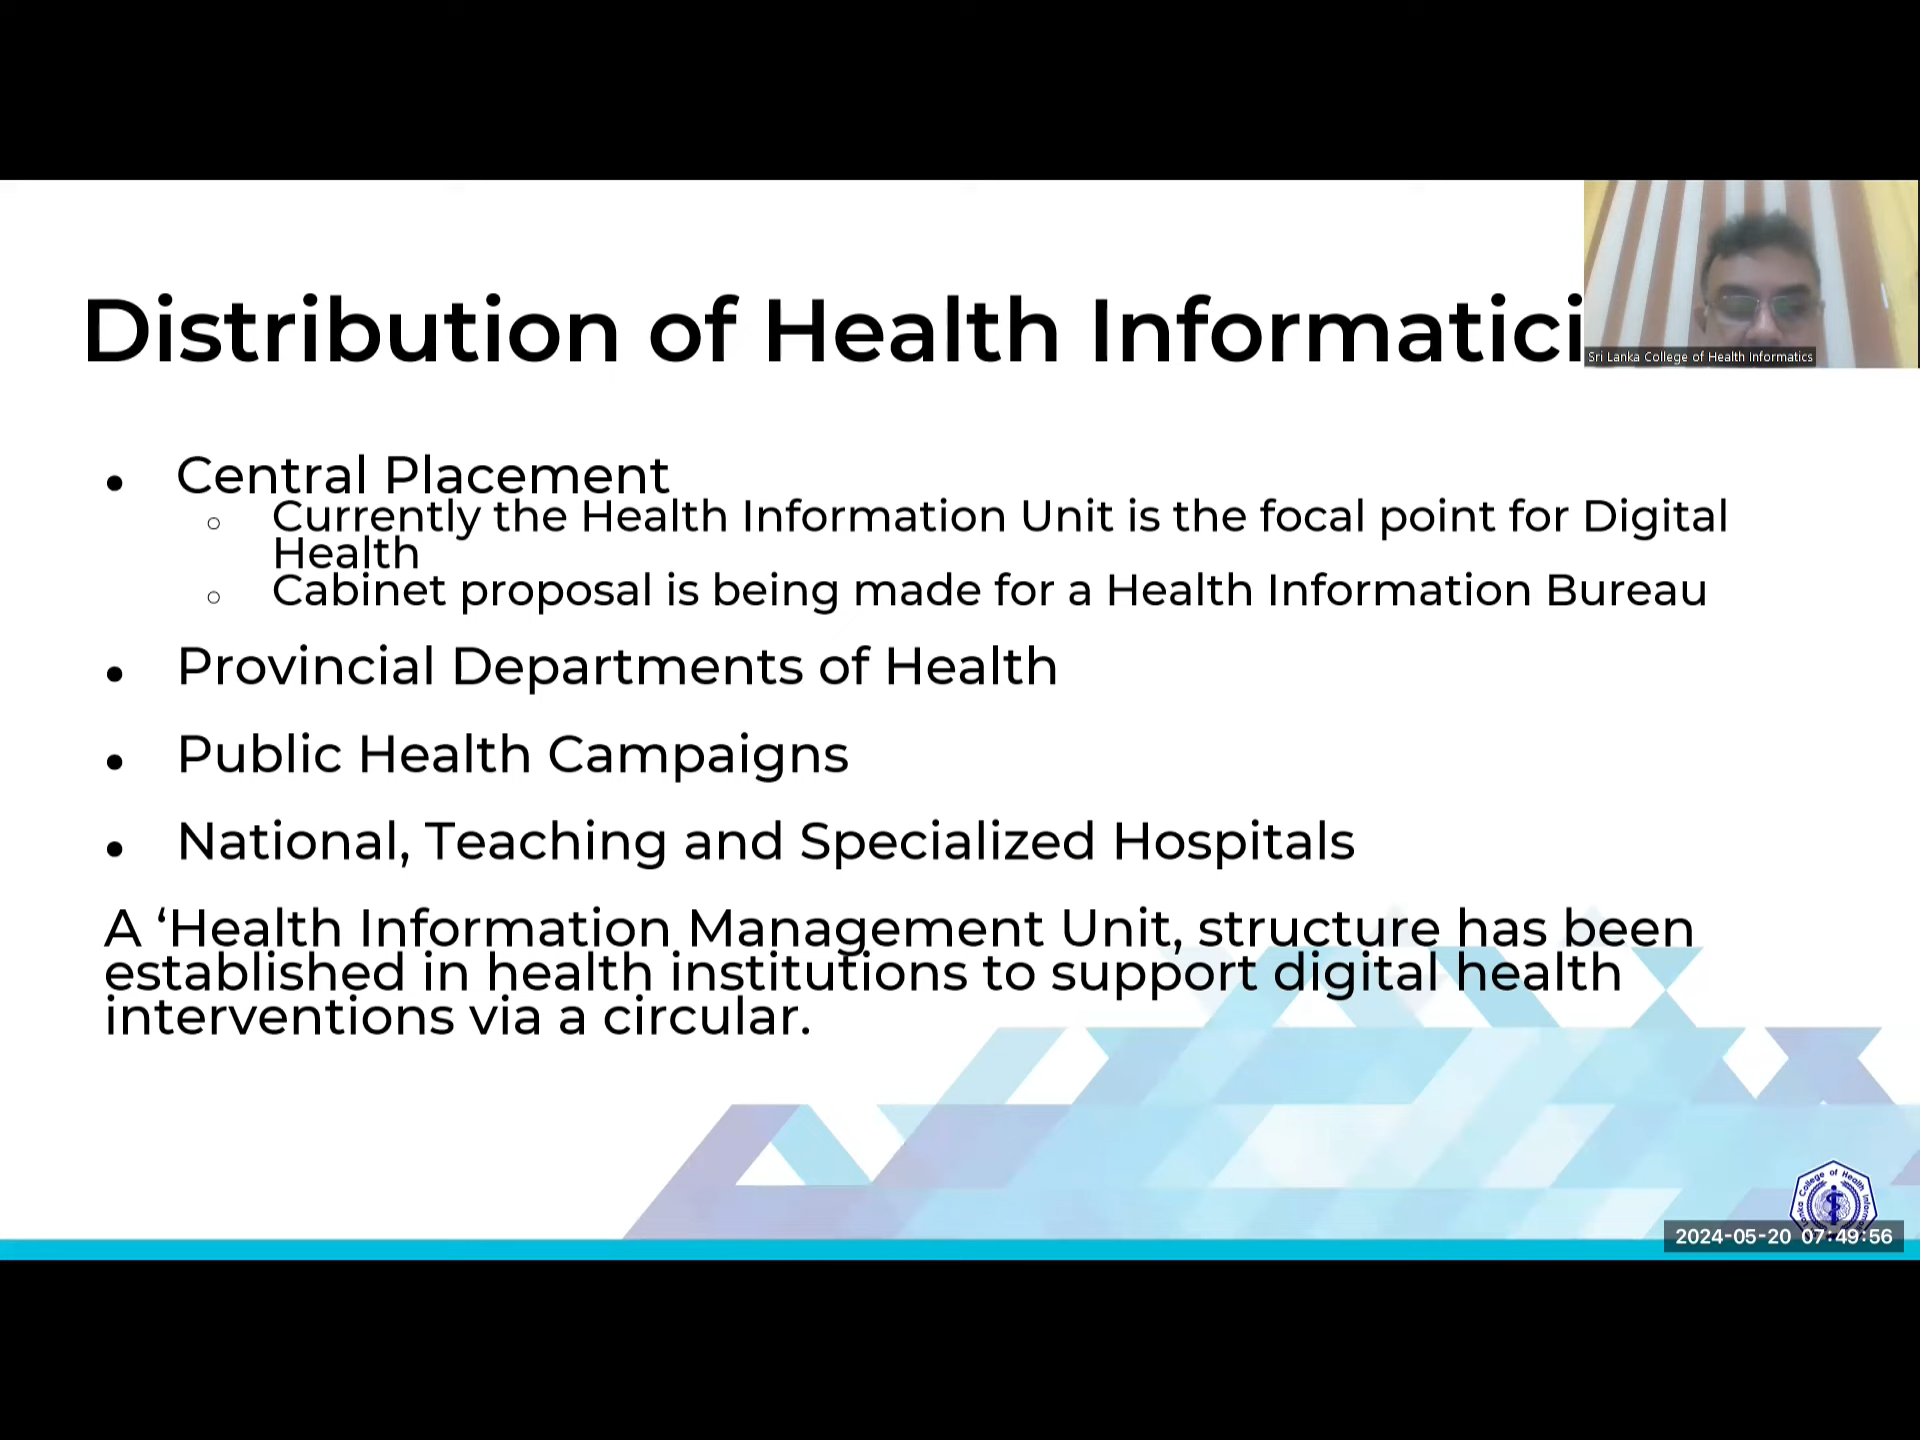 Distribution of Health Informatici
Sri Lanka College of Health Informatics
• Central Placement
○ Currently the Health Information Unit is the focal point for Digital
Health
○ Cabinet proposal is being made for a Health Information Bureau
• Provincial Departments of Health
• Public Health Campaigns
• National, Teaching and Specialized Hospitals
A ‘Health Information Management Unit, structure has been
established in health institutions to support digital health
interventions via a circular.
College of Health
2024-05-20 07:49:56